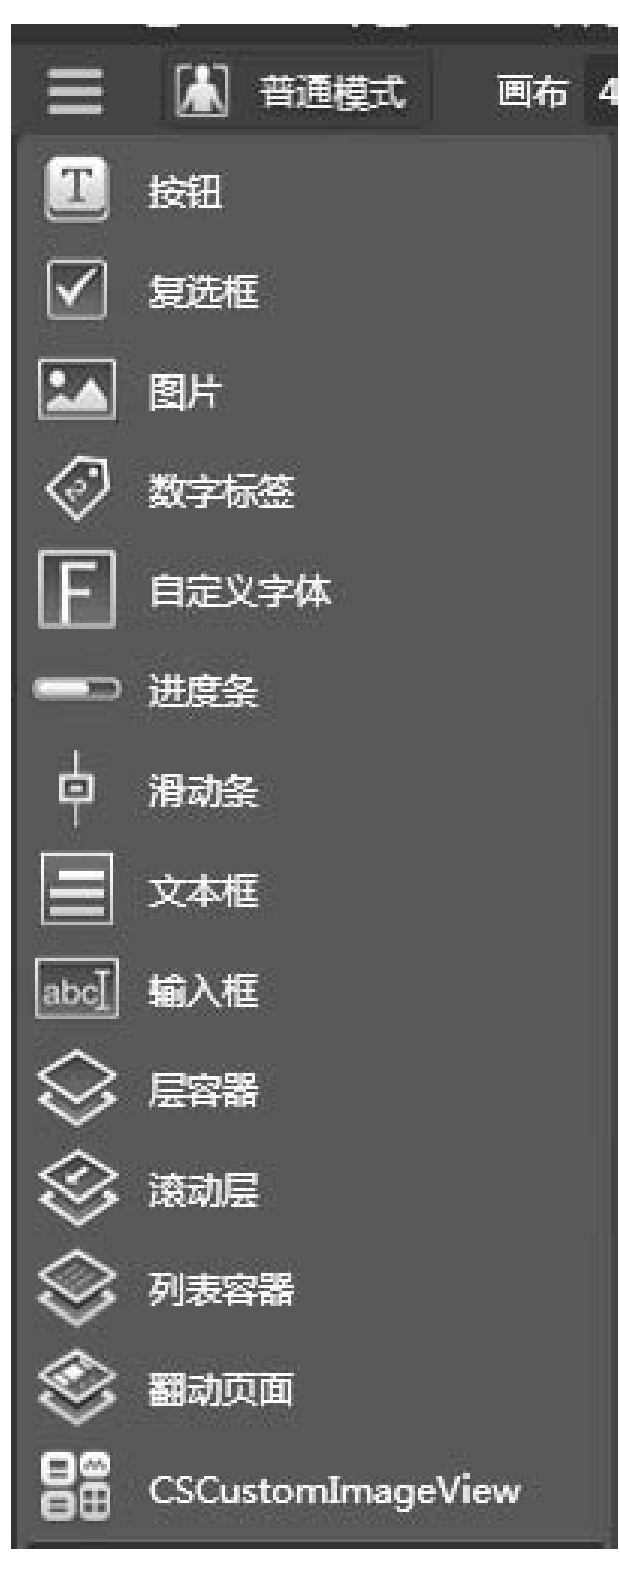 普通模式 画布 4
T 按钮
复选框
图片
数字标签
F 自定义字体
进度条
滑动条
文本框
abc 输入框
层容器
滚动层
列表容器
翻动页面
CSCustomImageView